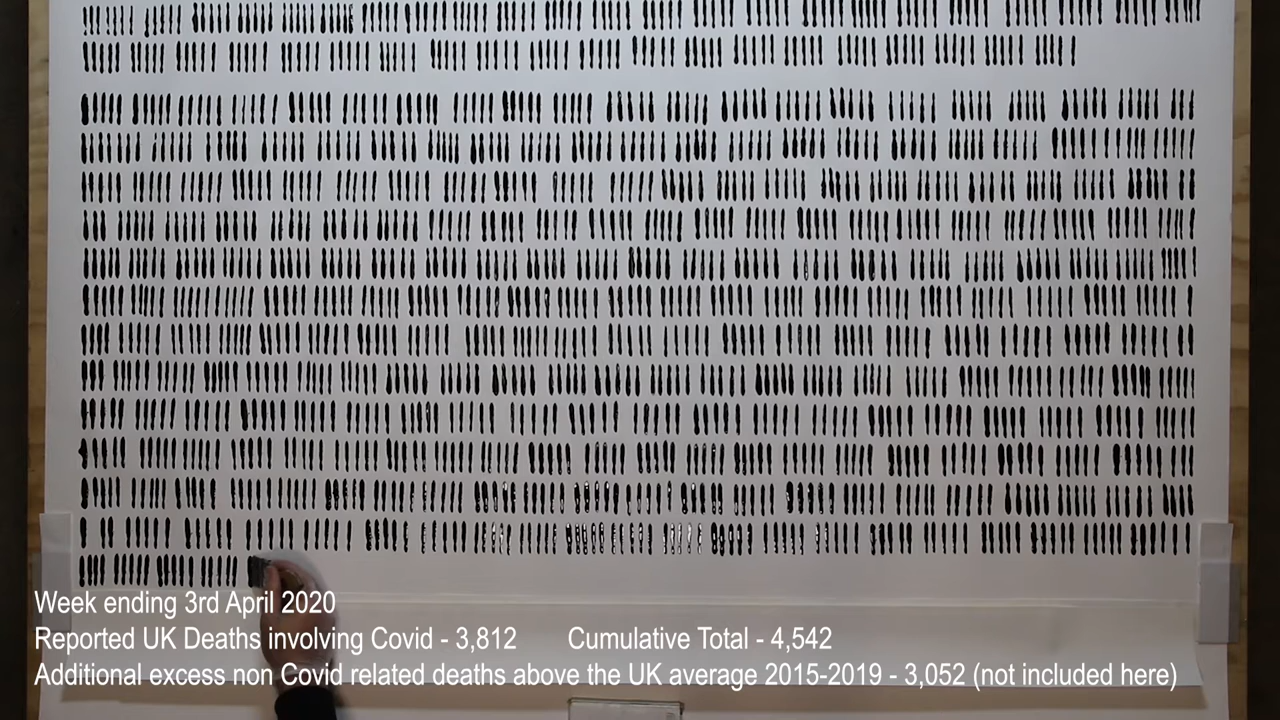 Week ending 3rd April 2020
Reported UK Deaths involving Covid - 3,812 Cumulative Total - 4,542
Additional excess non Covid related deaths above the UK average 2015-2019 - 3,052 (not included here)